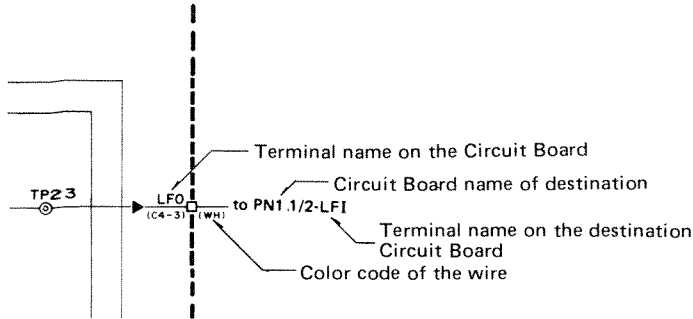 Terminal name on the Circuit Board
Circuit Board name of destination
TP23
LFO
(C4-3)
(WH)
to PN1.1/2-LFI
Terminal name on the destination
Circuit Board
Color code of the wire